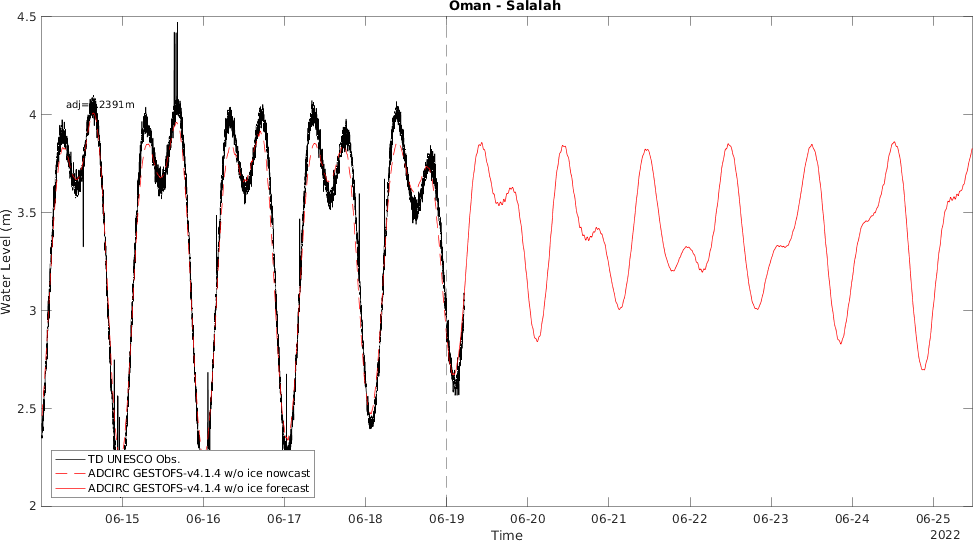 Oman - Salalah
4.5
4
3.5
3
2.5
2
Water Level (m)
adj= 2391m
TD UNESCO Obs.
ADCIRC GESTOFS-v4.1.4 w/o ice nowcast
ADCIRC GESTOFS-v4.1.4 w/o ice forecast
06-15 06-16 06-17 06-18 06-19 06-20 06-21 06-22 06-23 06-24 06-25
Time 2022